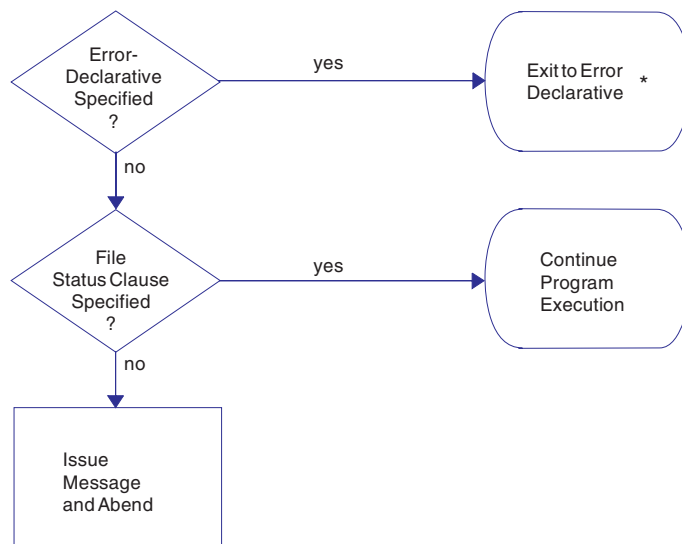 Error-
Declarative
Specified
?
yes
Exit to Error
Declarative *
no
File
Status Clause
Specified
?
yes
Continue
Program
Execution
no
Issue
Message
and Abend